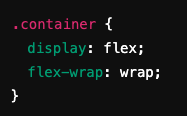 .container {
  display: flex;
  flex-wrap: wrap;
}